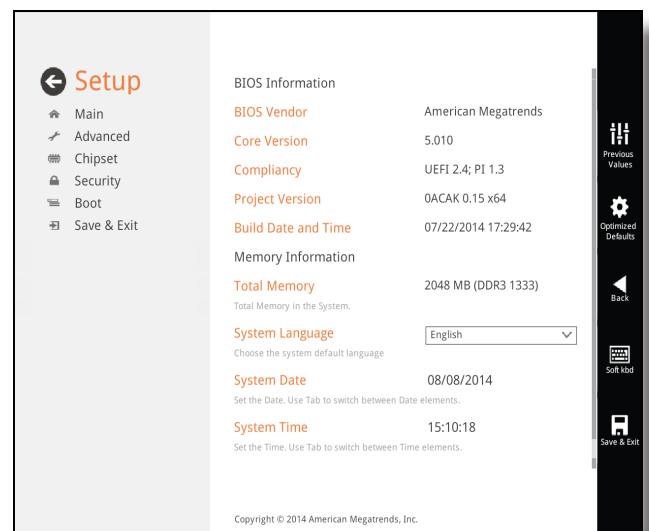 Setup
Main
Advanced
Chipset
Security
Boot
Save & Exit
BIOS Information
BIOS Vendor American Megatrends
Core Version 5.010
Compliancy UEFI 2.4; PI 1.3
Project Version 0ACAK 0.15 x64
Build Date and Time 07/22/2014 17:29:42
Memory Information
Total Memory 2048 MB (DDR3 1333)
Total Memory in the System.
System Language English
Choose the system default language
System Date 08/08/2014
Set the Date. Use Tab to switch between Date elements.
System Time 15:10:18
Set the Time. Use Tab to switch between Time elements.
Copyright © 2014 American Megatrends, Inc.
Previous
Values
Optimized
Defaults
Back
Soft kbd
Save & Exit